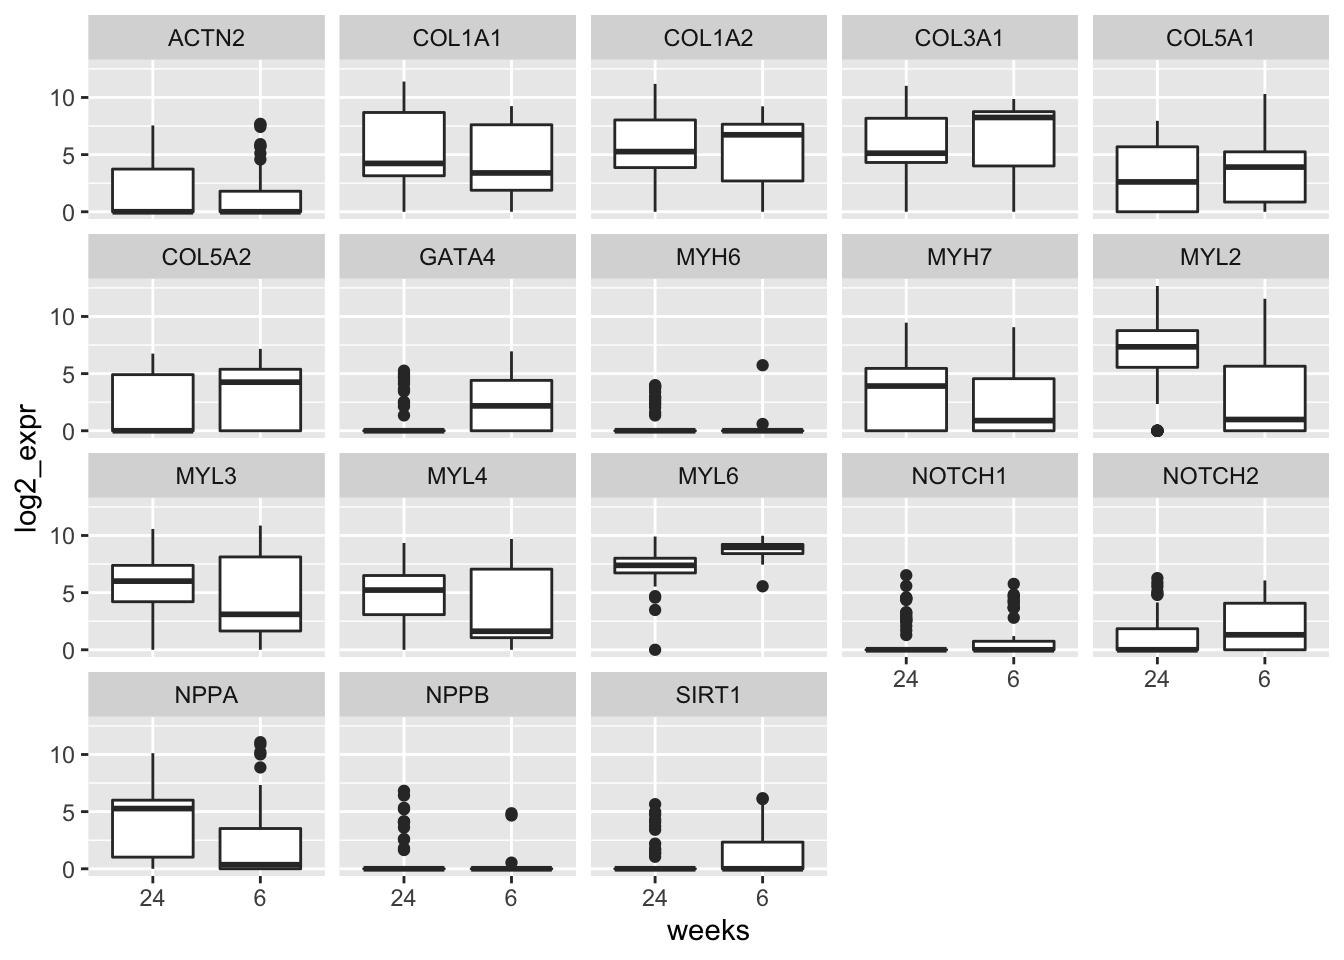 ACTN2 COL1A1 COL1A2 COL3A1 COL5A1
10
5
0
COL5A2 GATA4 MYH6 MYH7 MYL2
10
5
0
log2_expr
MYL3 MYL4 MYL6 NOTCH1 NOTCH2
10
5
0
24 6 24 6
NPPA NPPB SIRT1
10
5
0
24 6 24 6 24 6
weeks